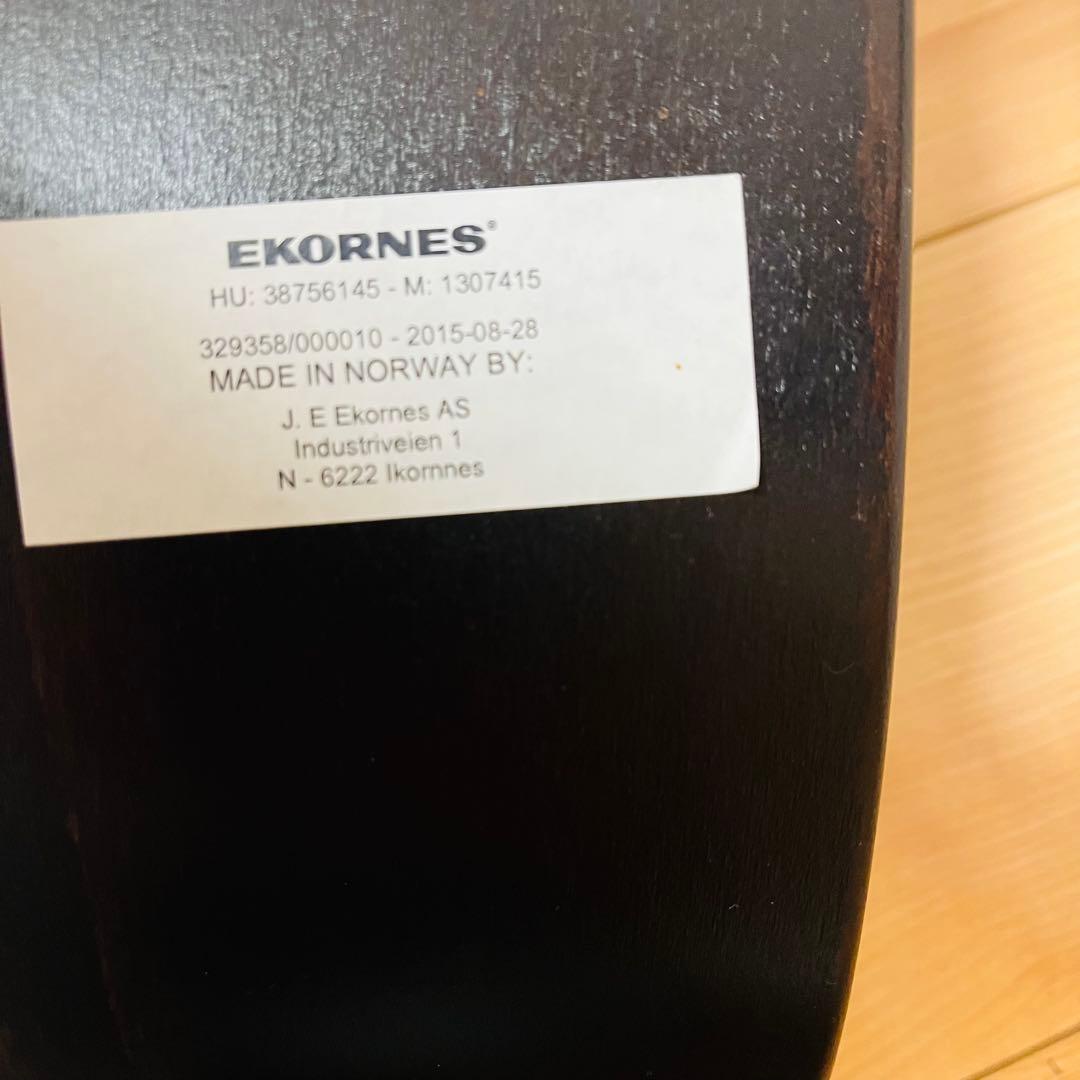 EKORNES®
HU: 38756145 - M: 1307415
329358/000010 - 2015-08-28
MADE IN NORWAY BY:
J. E Ekornes AS
Industriveien 1
N - 6222 Ikornnes